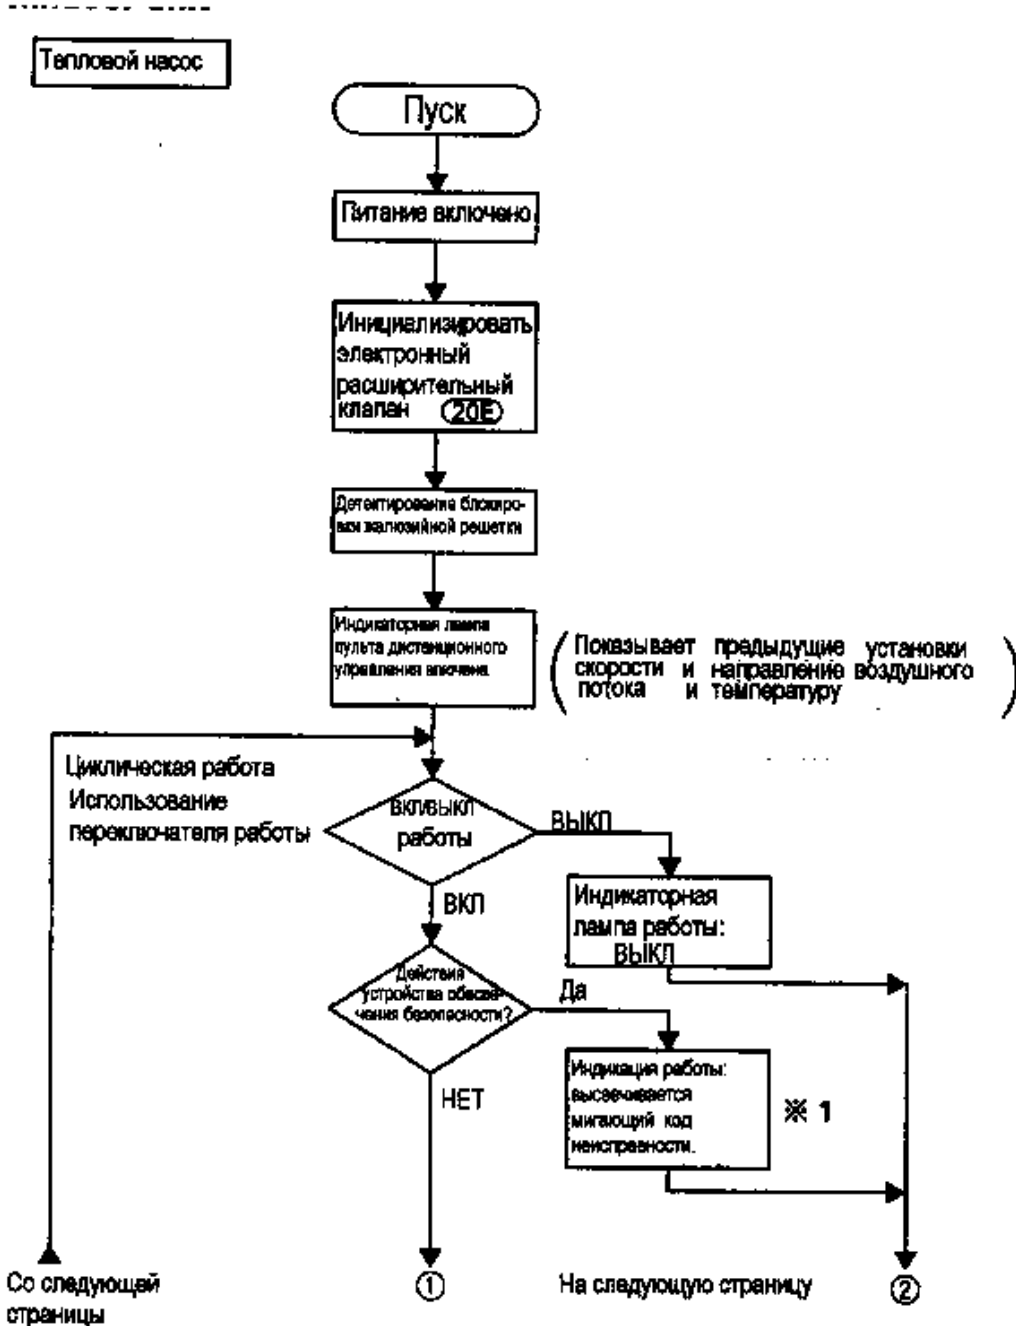 Тепловой насос
Пуск
Питание включено
Инициализировать
электронный
расширительный
клапан 20E
Детектирование блокиро-
вки жалюзийной решетки
Индикаторная лампа
пульта дистанционного
управления включена
Показывает предыдущие установки
скорости и направление воздушного
потока и температуру
Циклическая работа
Использование
переключателя работы
ВКЛ/ВЫКЛ
работы
ВЫКЛ
Индикаторная
лампа работы:
ВЫКЛ
ВКЛ
Действия
устройства обеспе-
чения безопасности?
Да
Индикация работы:
высвечивается
мигающий код
неисправности.
※ 1
НЕТ
Со следующей
страницы
1
На следующую страницу
2